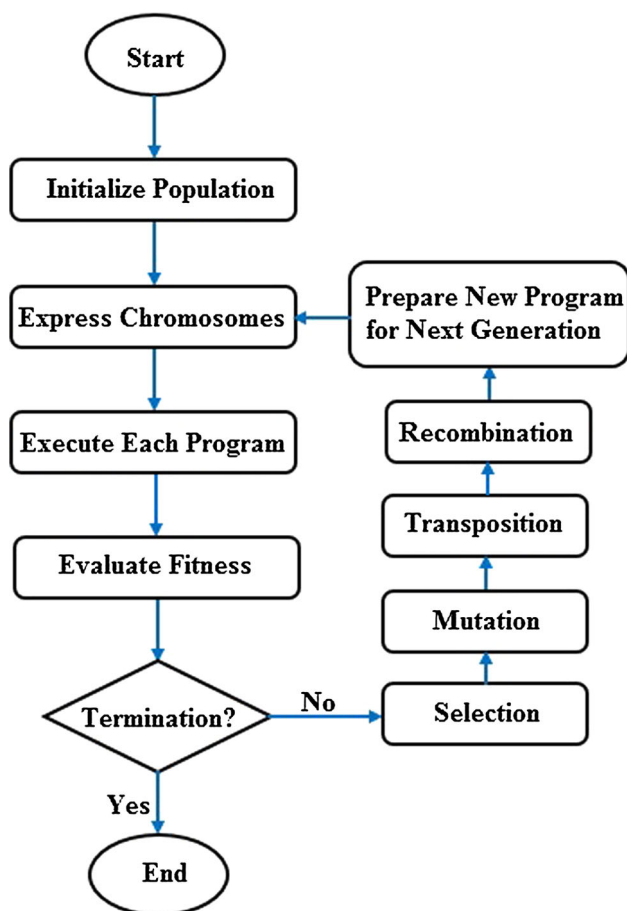 Start
Initialize Population
Express Chromosomes
Execute Each Program
Evaluate Fitness
Termination?
Yes
End
No
Selection
Mutation
Transposition
Recombination
Prepare New Program
for Next Generation